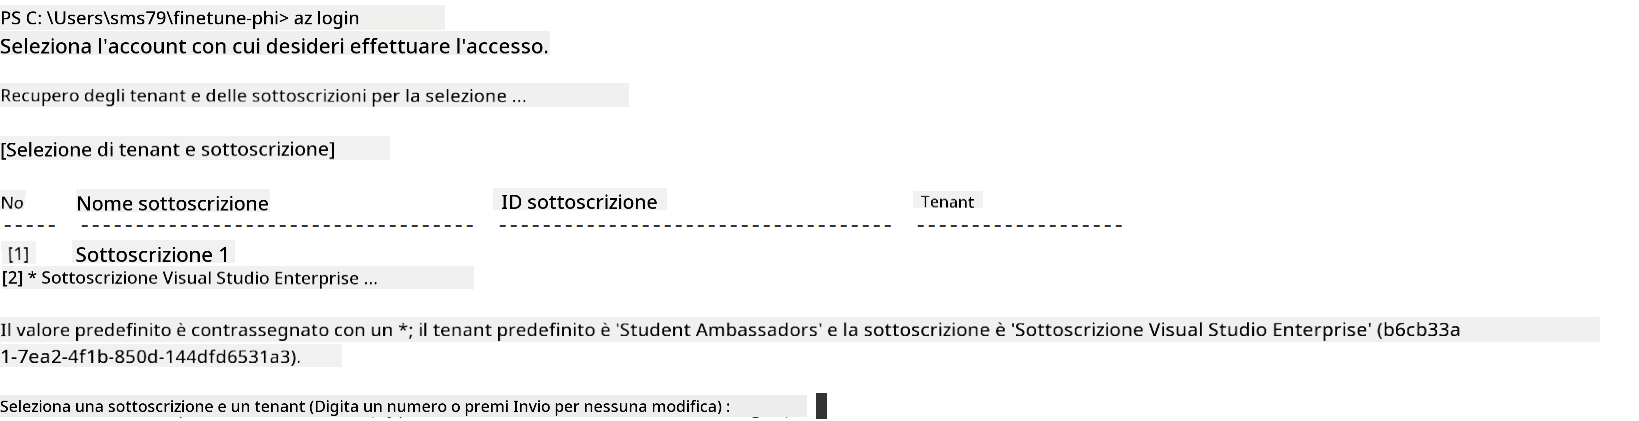 PS C: \Users\sms79\finetune-phi> az login
Seleziona l'account con cui desideri effettuare l'accesso.
Recupero degli tenant e delle sottoscrizioni per la selezione ...
[Selezione di tenant e sottoscrizione]
No Nome sottoscrizione ID sottoscrizione Tenant
----- ------------------------------------ ------------------------------------ -------------------
[1] Sottoscrizione 1
[2] * Sottoscrizione Visual Studio Enterprise ...
Il valore predefinito è contrassegnato con un *; il tenant predefinito è 'Student Ambassadors' e la sottoscrizione è 'Sottoscrizione Visual Studio Enterprise' (b6cb33a
1-7ea2-4f1b-850d-144dfd6531a3).
Seleziona una sottoscrizione e un tenant (Digita un numero o premi Invio per nessuna modifica) :